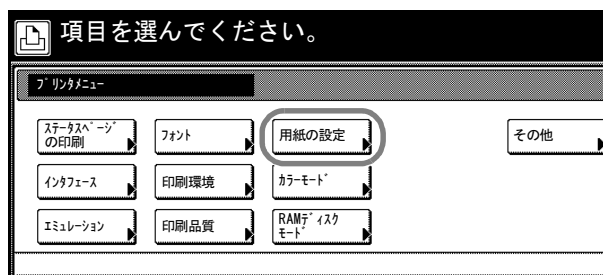 項目を選んでください。
プリンタメニュー
ステータスページ
の印刷
フォント
用紙の設定
その他
インタフェース
印刷環境
カラーモード
エミュレーション
印刷品質
RAMディスク
モード